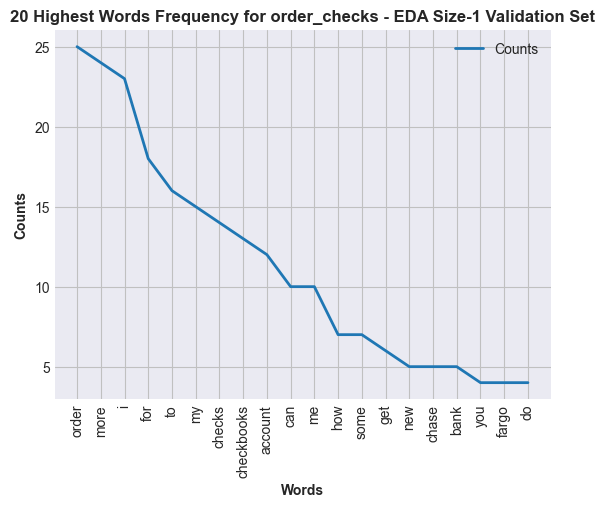 20 Highest Words Frequency for order_checks - EDA Size-1 Validation Set
Counts
25
20
15
10
5
Counts
order
more
i
for
to
my
checks
checkbooks
account
can
me
how
some
get
new
chase
bank
you
fargo
do
Words